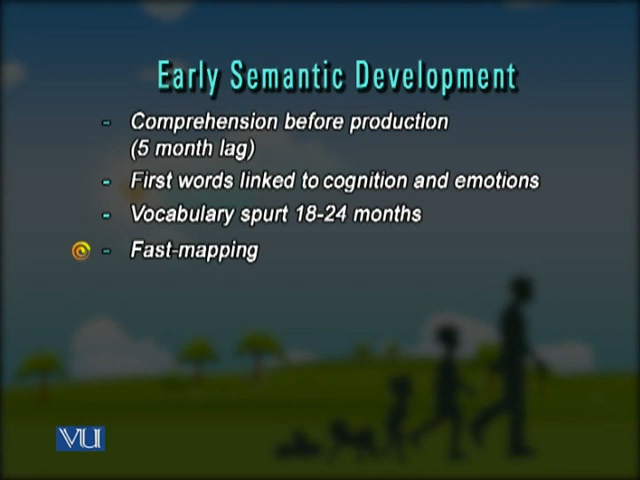 Early Semantic Development
- Comprehension before production
(5 month lag)
- First words linked to cognition and emotions
- Vocabulary spurt 18-24 months
- Fast-mapping
VU